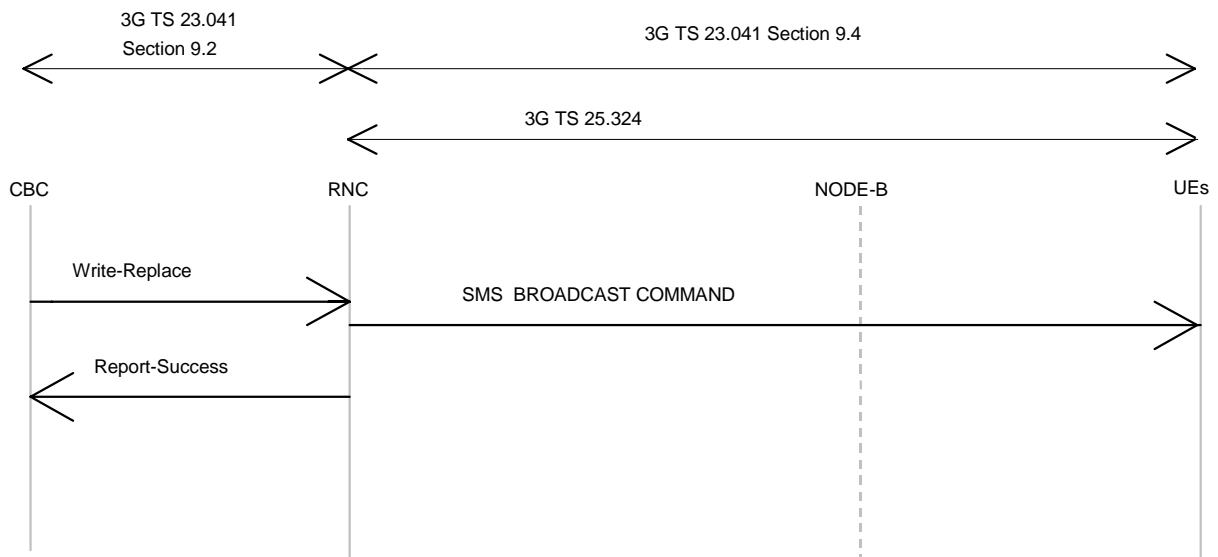 3G TS 23.041
Section 9.2
3G TS 23.041 Section 9.4
3G TS 25.324
CBC
RNC
NODE-B
UEs
Write-Replace
SMS BROADCAST COMMAND
Report-Success